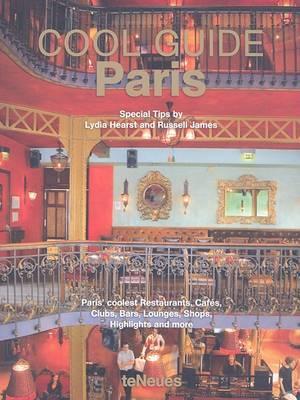 COOL GUIDE
Paris
Special Tips by
Lydia Hearst and Russell James
Paris' coolest Restaurants, Cafés,
Clubs, Bars, Lounges, Shops,
Highlights and more
teNeues